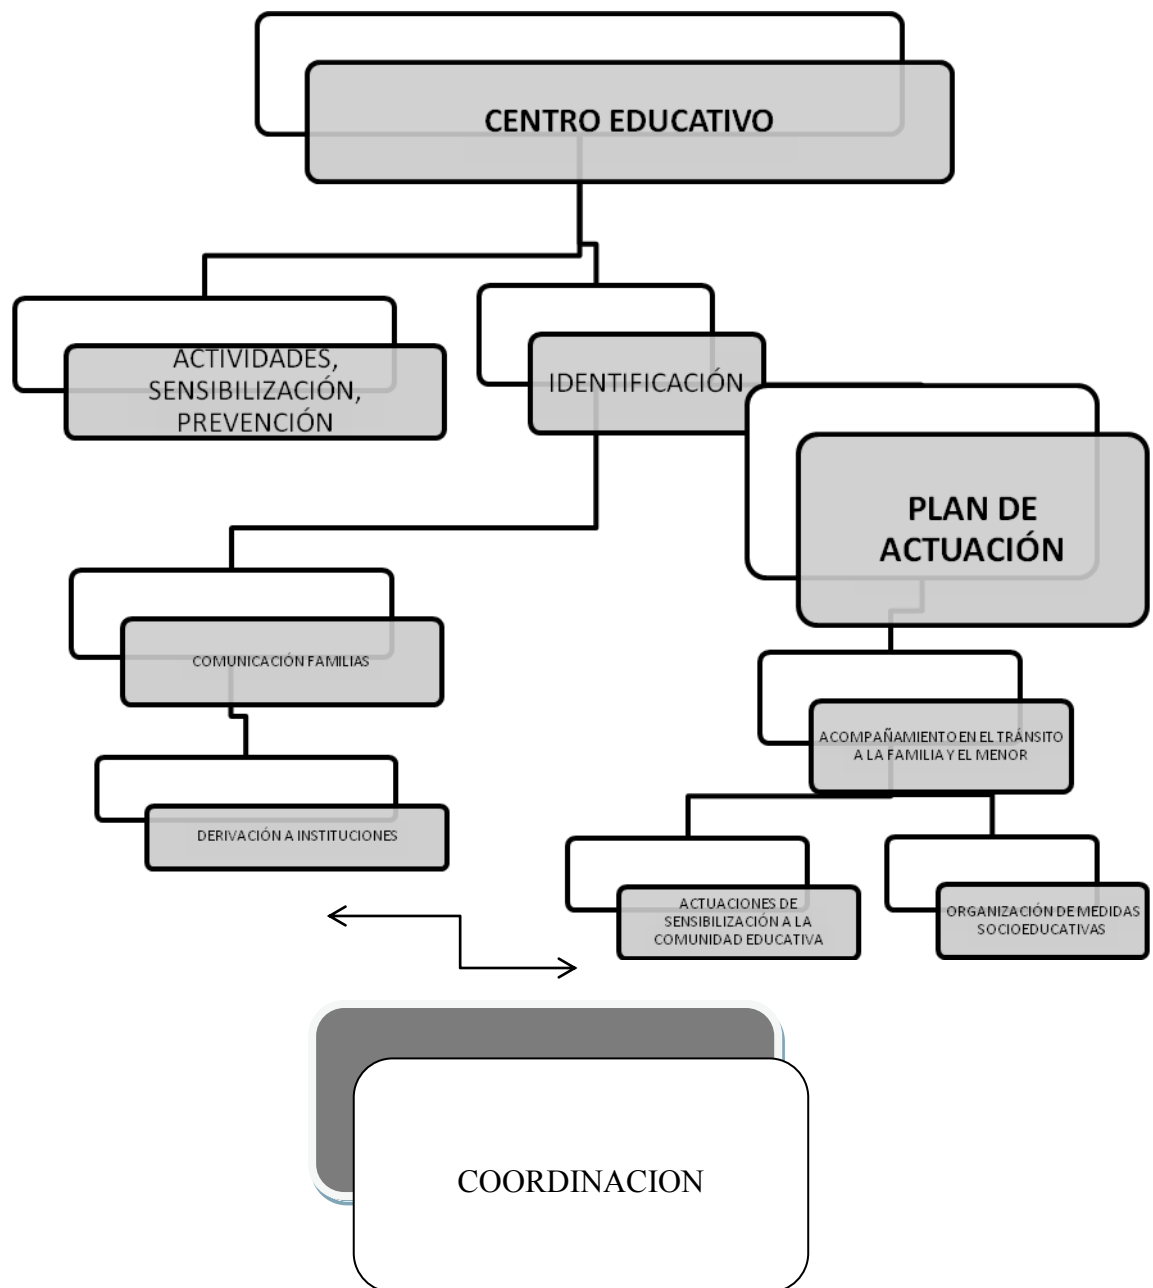 CENTRO EDUCATIVO
ACTIVIDADES,
SENSIBILIZACIÓN,
PREVENCIÓN
IDENTIFICACIÓN
PLAN DE
ACTUACIÓN
COMUNICACIÓN FAMILIAS
DERIVACIÓN A INSTITUCIONES
ACOMPAÑAMIENTO EN EL TRÁNSITO
A LA FAMILIA Y EL MENOR
ACTUACIONES DE
SENSIBILIZACIÓN A LA
COMUNIDAD EDUCATIVA
ORGANIZACIÓN DE MEDIDAS
SOCIOEDUCATIVAS
COORDINACION